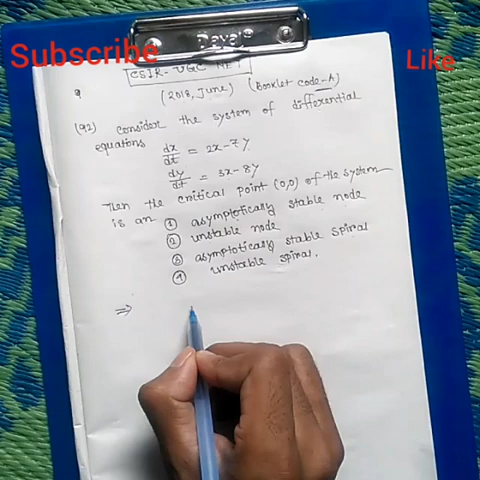 Subscribe
Like
CSIR-UGC NET
(2018, June) (Booklet code-A)
(92) Consider the system of differential
equations dx/dt = 2x-7y
dy/dt = 3x-8y
Then the critical point (0,0) of the system
is an ① asymptotically stable node
② unstable node
③ asymptotically stable spiral
④ unstable spiral.
⇒